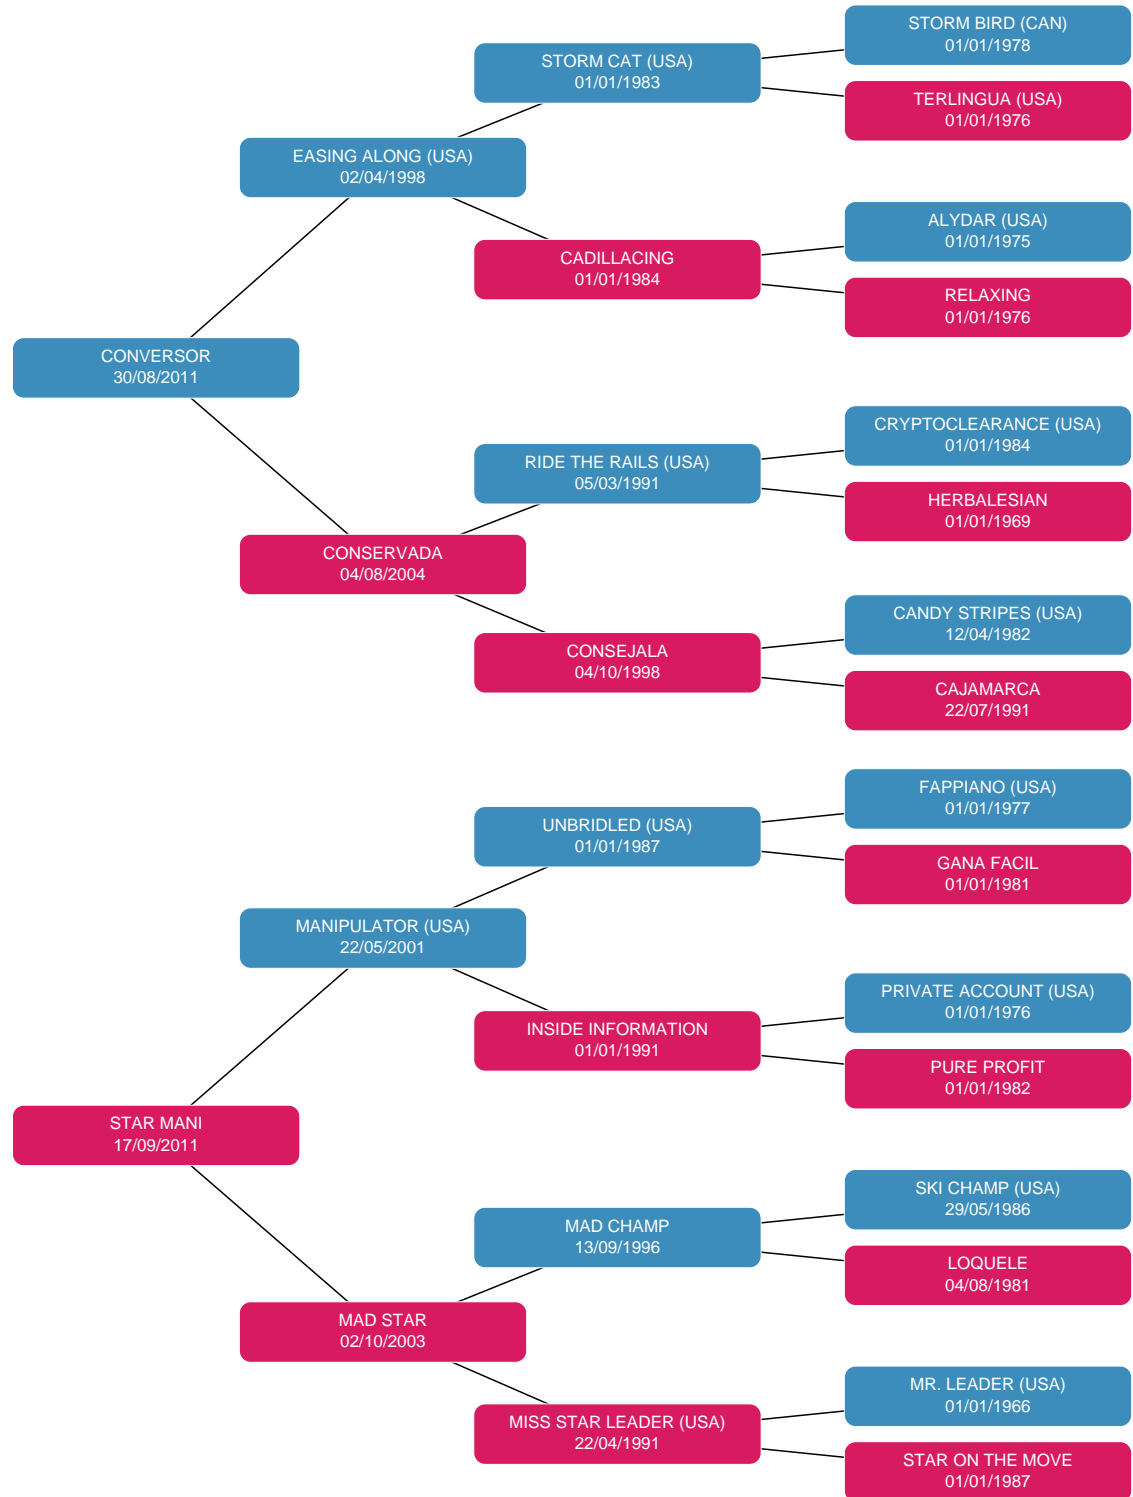 STORM BIRD (CAN)
01/01/1978
STORM CAT (USA)
01/01/1983
TERLINGUA (USA)
01/01/1976
EASING ALONG (USA)
02/04/1998
ALYDAR (USA)
01/01/1975
CADILLACING
01/01/1984
RELAXING
01/01/1976
CONVERSOR
30/08/2011
CRYPTOCLEARANCE (USA)
01/01/1984
RIDE THE RAILS (USA)
05/03/1991
HERBALESIAN
01/01/1969
CONSERVADA
04/08/2004
CANDY STRIPES (USA)
12/04/1982
CONSEJALA
04/10/1998
CAJAMARCA
22/07/1991
FAPPIANO (USA)
01/01/1977
UNBRIDLED (USA)
01/01/1987
GANA FACIL
01/01/1981
MANIPULATOR (USA)
22/05/2001
PRIVATE ACCOUNT (USA)
01/01/1976
INSIDE INFORMATION
01/01/1991
PURE PROFIT
01/01/1982
STAR MANI
17/09/2011
SKI CHAMP (USA)
29/05/1986
MAD CHAMP
13/09/1996
LOQUELE
04/08/1981
MAD STAR
02/10/2003
MR. LEADER (USA)
01/01/1966
MISS STAR LEADER (USA)
22/04/1991
STAR ON THE MOVE
01/01/1987